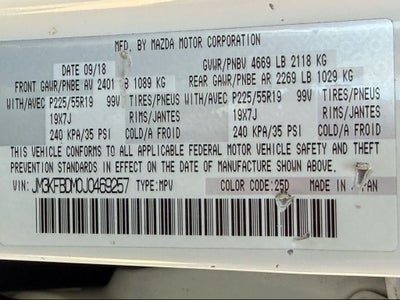 MFD. BY MAZDA MOTOR CORPORATION
DATE 09/18 GVWR/PNBV 4669 LB 2118 KG
FRONT GAWR/PNBE AV 2401 LB 1089 KG REAR GAWR/PNBE AR 2269 LB 1029 KG
WITH/AVEC P225/55R19 99V TIRES/PNEUS WITH/AVEC P225/55R19 99V TIRES/PNEUS
19X7J RIMS/JANTES 19X7J RIMS/JANTES
240 KPA/35 PSI COLD/A FROID 240 KPA/35 PSI COLD/A FROID
THIS VEHICLE CONFORMS TO ALL APPLICABLE FEDERAL MOTOR VEHICLE SAFETY AND THEFT
PREVENTION STANDARDS IN EFFECT ON THE DATE OF MANUFACTURE SHOWN ABOVE.
VIN: JM3KFBDM0J0469257 TYPE:MPV COLOR CODE:25D MADE IN JAPAN